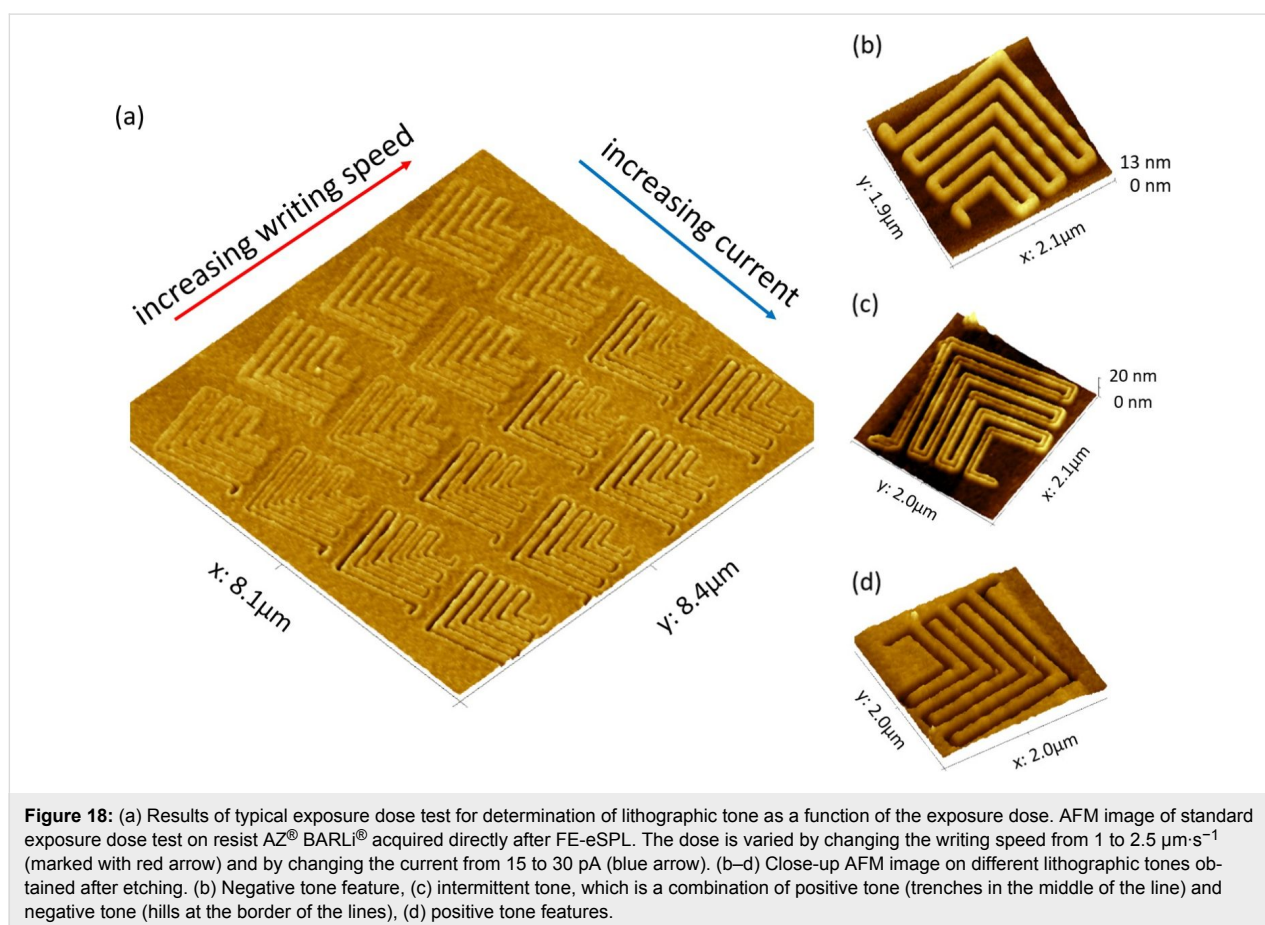 (a)
increasing writing speed
increasing current
x: 8.1µm
y: 8.4µm
(b)
13 nm
0 nm
y: 1.9µm
x: 2.1µm
(c)
20 nm
0 nm
y: 2.0µm
x: 2.1µm
(d)
y: 2.0µm
x: 2.0µm
Figure 18: (a) Results of typical exposure dose test for determination of lithographic tone as a function of the exposure dose. AFM image of standard
exposure dose test on resist AZ® BARLi® acquired directly after FE-eSPL. The dose is varied by changing the writing speed from 1 to 2.5 µm·s⁻¹
(marked with red arrow) and by changing the current from 15 to 30 pA (blue arrow). (b–d) Close-up AFM image on different lithographic tones ob-
tained after etching. (b) Negative tone feature, (c) intermittent tone, which is a combination of positive tone (trenches in the middle of the line) and
negative tone (hills at the border of the lines), (d) positive tone features.